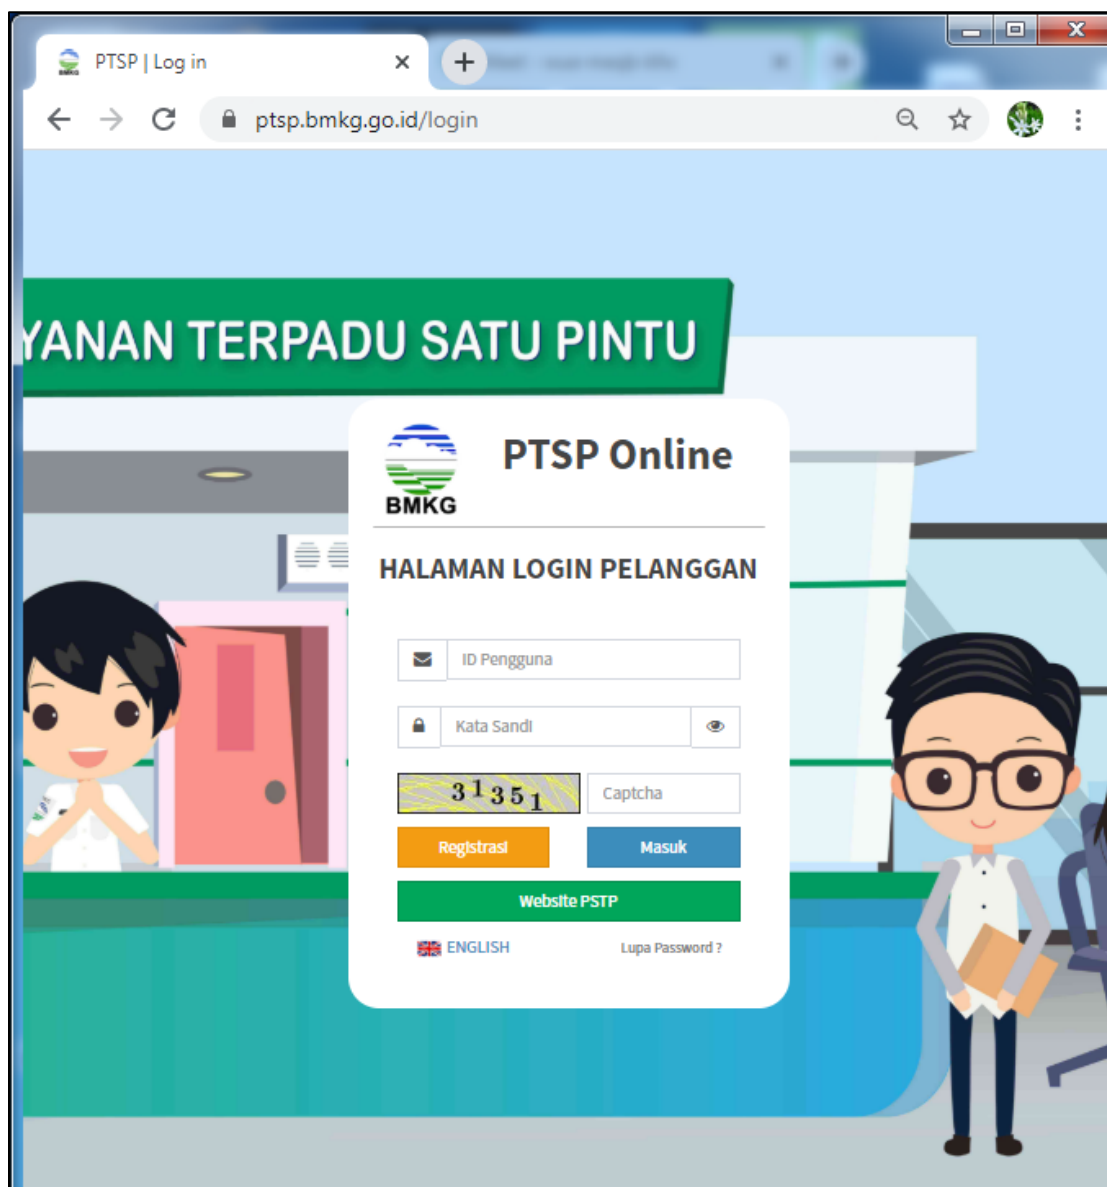 PTSP | Log in
ptsp.bmkg.go.id/login
YANAN TERPADU SATU PINTU
BMKG
PTSP Online
HALAMAN LOGIN PELANGGAN
ID Pengguna
Kata Sandi
31351
Captcha
Registrasi
Masuk
Website PSTP
ENGLISH
Lupa Password ?